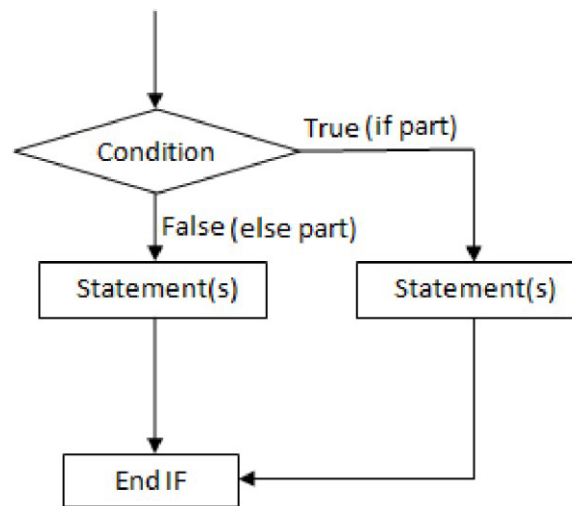 Condition
True (if part)
False (else part)
Statement(s)
Statement(s)
End IF